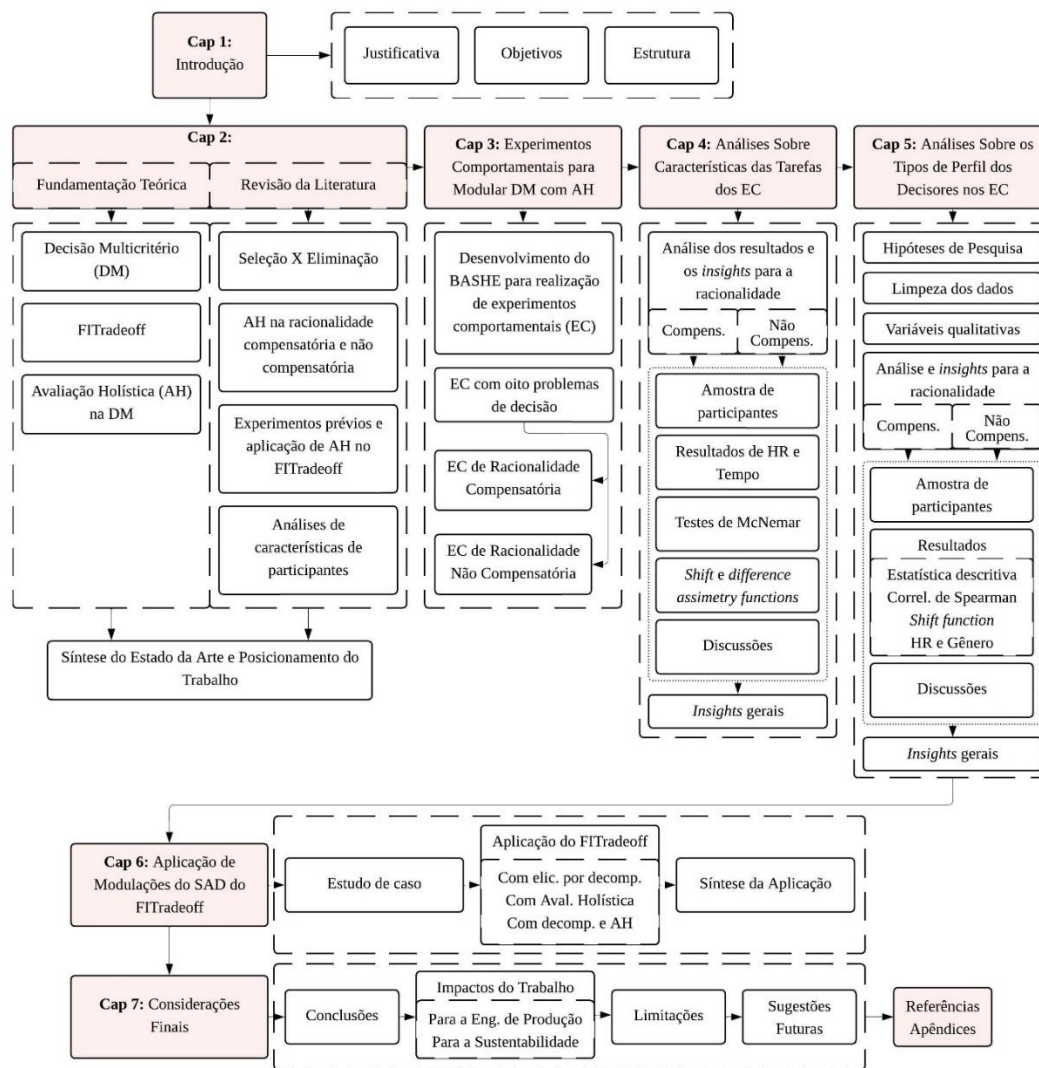 Cap 1:
Introdução
Justificativa
Objetivos
Estrutura
Cap 2:
Fundamentação Teórica
Revisão da Literatura
Cap 3: Experimentos
Comportamentais para
Modular DM com AH
Cap 4: Análises Sobre
Características das Tarefas
dos EC
Cap 5: Análises Sobre os
Tipos de Perfil dos
Decisores nos EC
Decisão Multicritério
(DM)
FITradeoff
Avaliação Holística (AH)
na DM
Seleção X Eliminação
AH na racionalidade
compensatória e não
compensatória
Experimentos prévios e
aplicação de AH no
FITradeoff
Análises de
características de
participantes
Síntese do Estado da Arte e Posicionamento do
Trabalho
Desenvolvimento do
BASHE para realização
de experimentos
comportamentais (EC)
EC com oito problemas
de decisão
EC de Racionalidade
Compensatória
EC de Racionalidade
Não Compensatória
Análise dos resultados e
os insights para a
racionalidade
Compens.
Não
Compens.
Amostra de
participantes
Resultados de HR e
Tempo
Testes de McNemar
Shift e difference
assimetry functions
Discussões
Insights gerais
Hipóteses de Pesquisa
Limpeza dos dados
Variáveis qualitativas
Análise e insights para a
racionalidade
Compens.
Não
Compens.
Amostra de
participantes
Resultados
Estatística descritiva
Correl. de Spearman
Shift function
HR e Gênero
Discussões
Insights gerais
Cap 6: Aplicação de
Modulações do SAD do
FITradeoff
Estudo de caso
Aplicação do FITradeoff
Com elic. por decomp.
Com Aval. Holística
Com decomp. e AH
Síntese da Aplicação
Cap 7: Considerações
Finais
Conclusões
Impactos do Trabalho
Para a Eng. de Produção
Para a Sustentabilidade
Limitações
Sugestões
Futuras
Referências
Apêndices